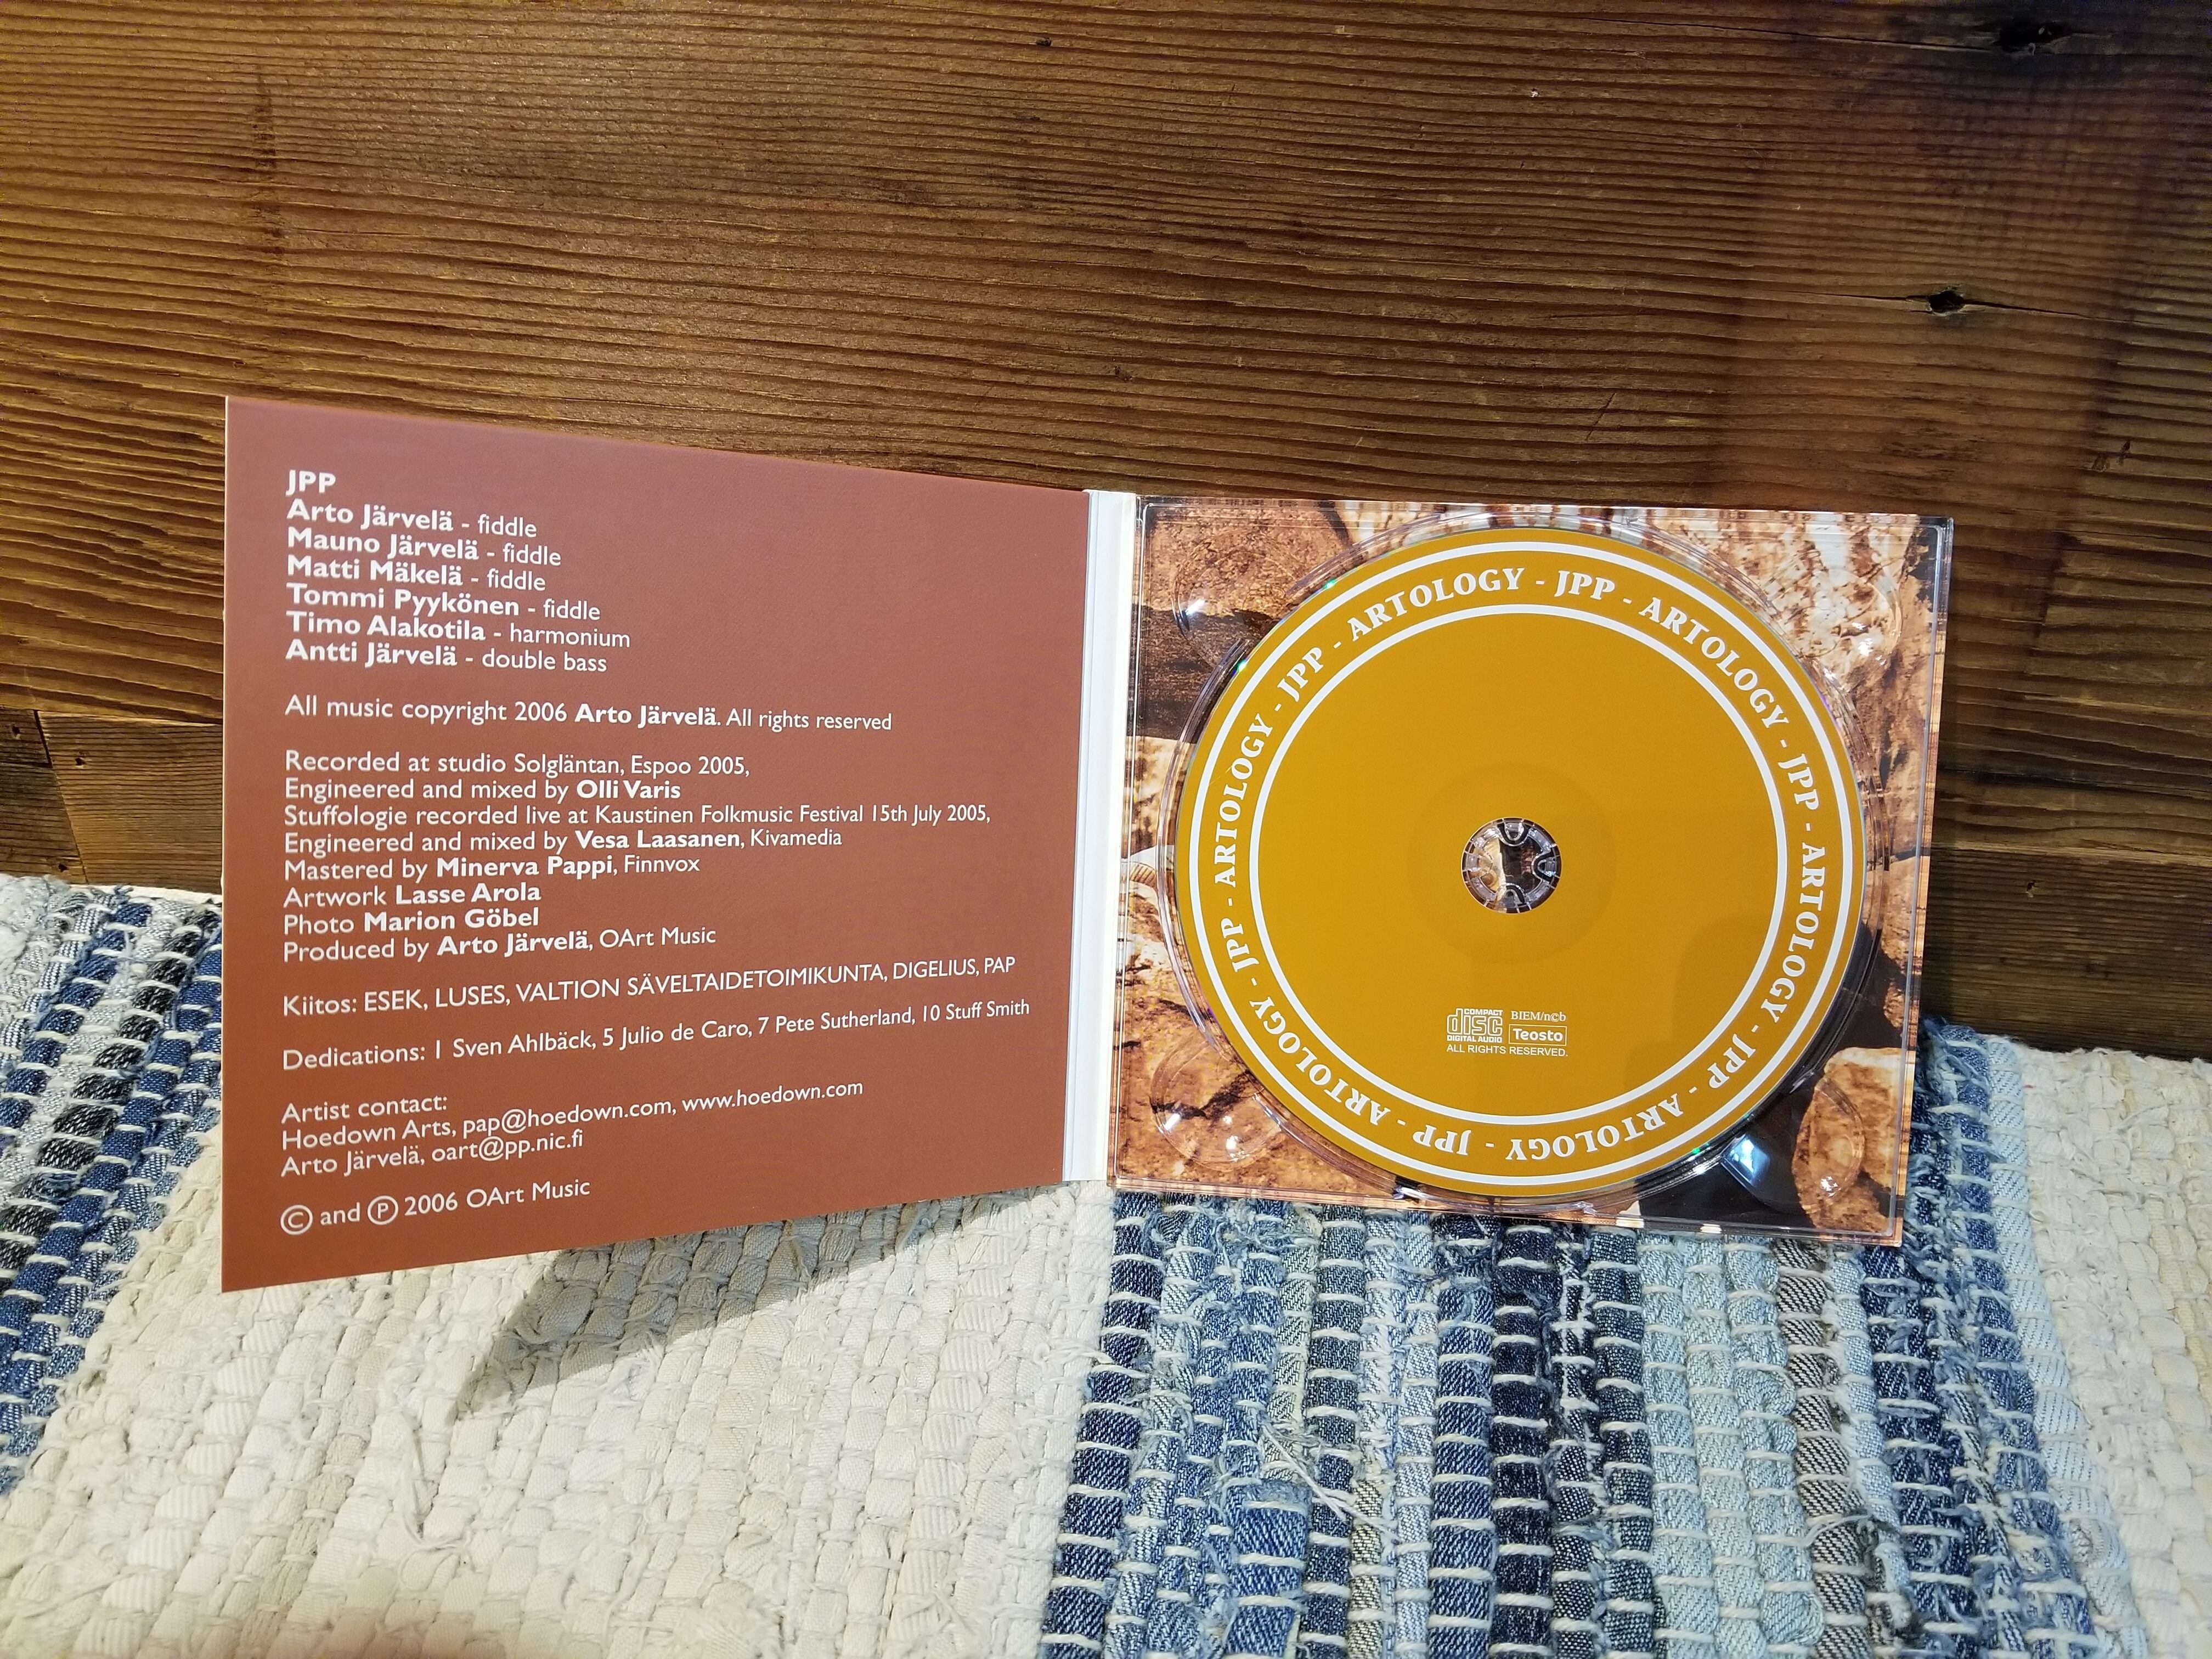 JPP
Arto Järvelä - fiddle
Mauno Järvelä - fiddle
Matti Mäkelä - fiddle
Tommi Pyykönen - fiddle
Timo Alakotila - harmonium
Antti Järvelä - double bass
All music copyright 2006 Arto Järvelä. All rights reserved
Recorded at studio Solgläntan, Espoo 2005,
Engineered and mixed by Olli Varis
Stuffologie recorded live at Kaustinen Folkmusic Festival 15th July 2005,
Engineered and mixed by Vesa Laasanen, Kivamedia
Mastered by Minerva Pappi, Finnvox
Artwork Lasse Arola
Photo Marion Göbel
Produced by Arto Järvelä, OArt Music
Kiitos: ESEK, LUSES, VALTION SÄVELTAIDETOIMIKUNTA, DIGELIUS, PAP
Dedications: 1 Sven Ahlbäck, 5 Julio de Caro, 7 Pete Sutherland, 10 Stuff Smith
Artist contact:
Hoedown Arts, pap@hoedown.com, www.hoedown.com
Arto Järvelä, oart@pp.nic.fi
© and ℗ 2006 OArt Music
JPP - ARTOLOGY - JPP - ARTOLOGY - JPP - ARTOLOGY - JPP - ARTOLOGY - JPP - ARTOLOGY - JPP - ARTOLOGY -
COMPACT
disc
DIGITAL AUDIO
BIEM/n©b
Teosto
ALL RIGHTS RESERVED.